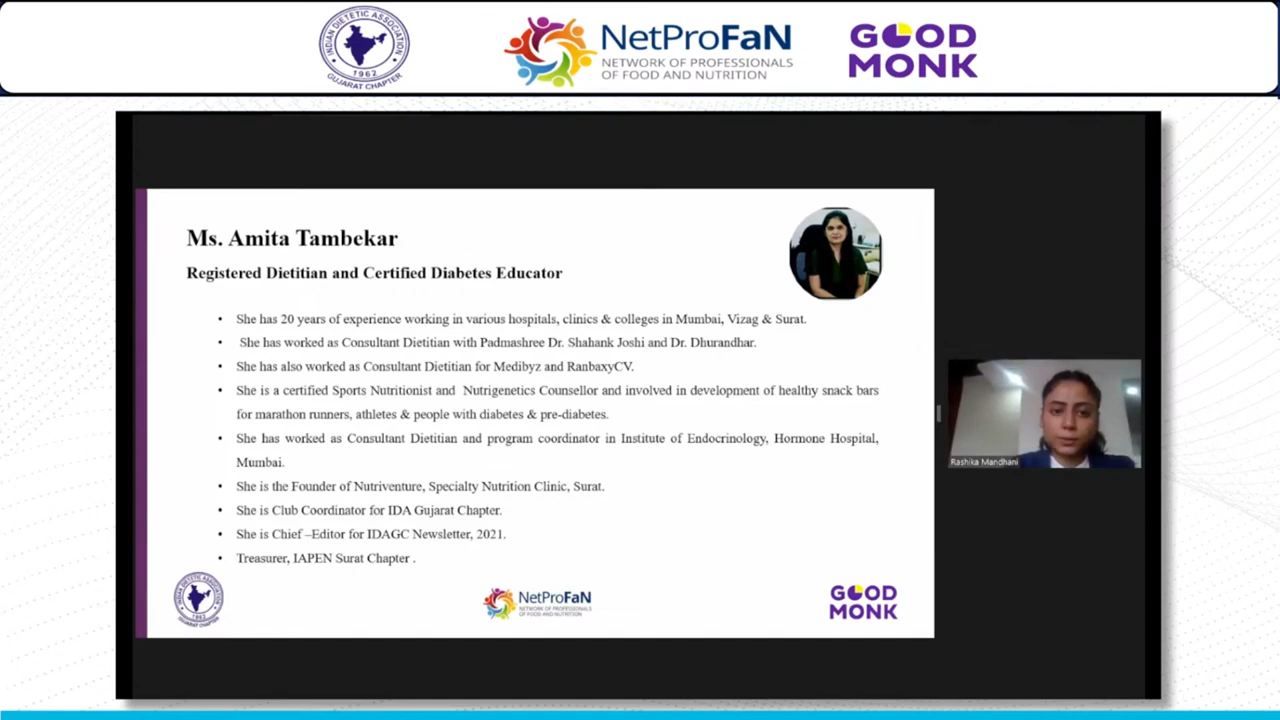 INDIAN DIETETIC ASSOCIATION
1962
GUJARAT CHAPTER
NetProFaN
NETWORK OF PROFESSIONALS
OF FOOD AND NUTRITION
GOOD
MONK
Ms. Amita Tambekar
Registered Dietitian and Certified Diabetes Educator
• She has 20 years of experience working in various hospitals, clinics & colleges in Mumbai, Vizag & Surat.
• She has worked as Consultant Dietitian with Padmashree Dr. Shahank Joshi and Dr. Dhurandhar.
• She has also worked as Consultant Dietitian for Medibyz and RanbaxyCV.
• She is a certified Sports Nutritionist and Nutrigenetics Counsellor and involved in development of healthy snack bars
for marathon runners, athletes & people with diabetes & pre-diabetes.
• She has worked as Consultant Dietitian and program coordinator in Institute of Endocrinology, Hormone Hospital,
Mumbai.
• She is the Founder of Nutriventure, Specialty Nutrition Clinic, Surat.
• She is Club Coordinator for IDA Gujarat Chapter.
• She is Chief –Editor for IDAGC Newsletter, 2021.
• Treasurer, IAPEN Surat Chapter .
Rashika Mandhani
INDIAN DIETETIC ASSOCIATION
1962
GUJARAT CHAPTER
NetProFaN
NETWORK OF PROFESSIONALS
OF FOOD AND NUTRITION
GOOD
MONK